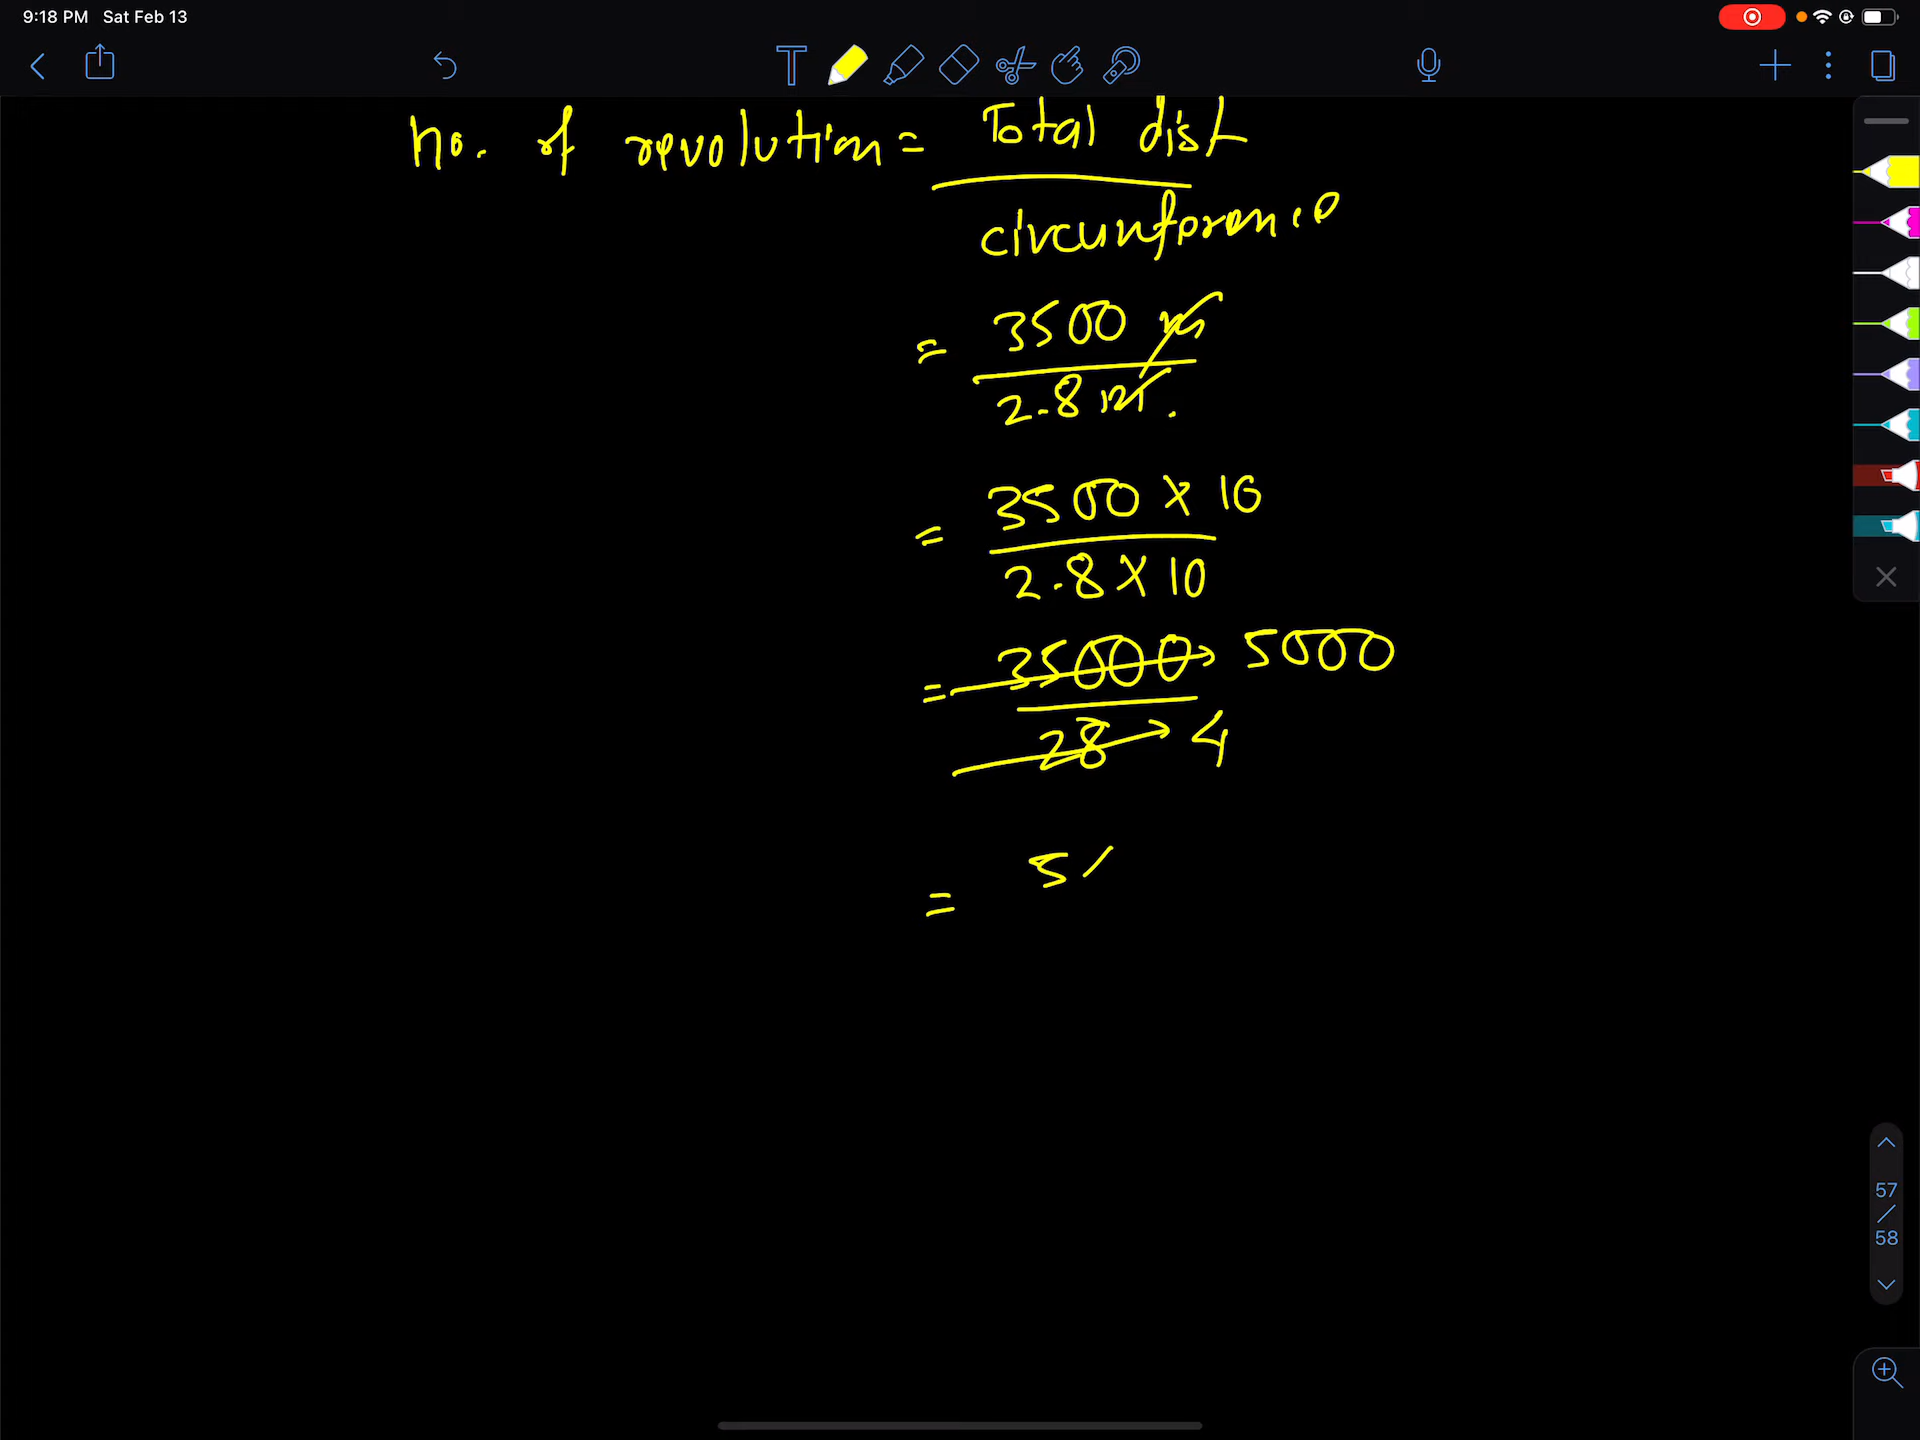 9:18 PM Sat Feb 13
T
no. of revolution = Total dist
circunference
= 3500 m
2.8 m.
= 3500 X 10
2.8 X 10
= 35000 → 5000
28 → 4
= 5
57
/
58